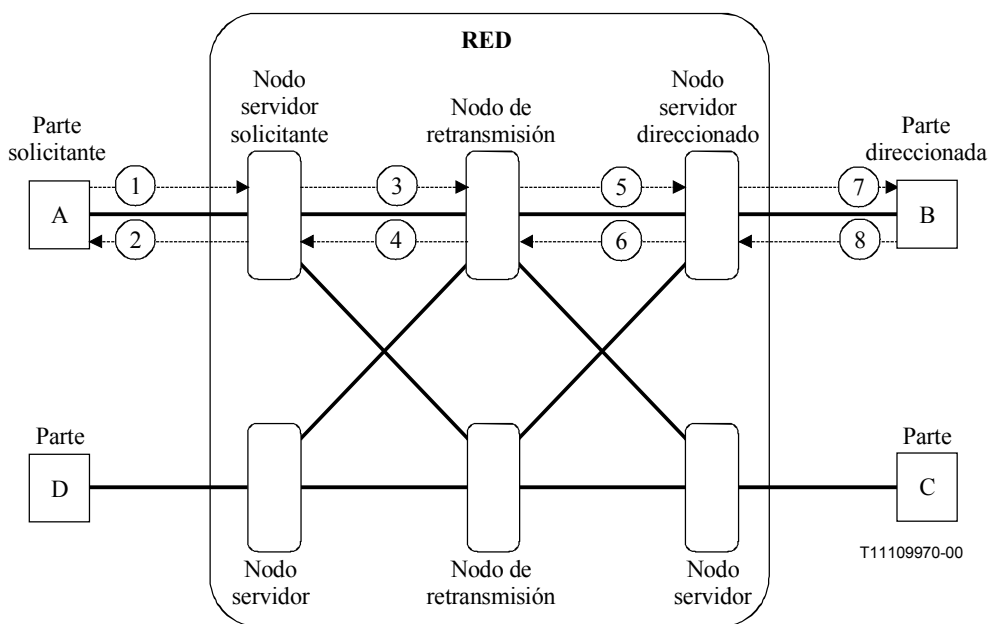 RED
Nodo
servidor
solicitante
Nodo de
retransmisión
Nodo
servidor
direccionado
Parte
solicitante
Parte
direccionada
A
1
3
5
7
B
2
4
6
8
Parte
D
Parte
C
Nodo
servidor
Nodo de
retransmisión
Nodo
servidor
T11109970-00